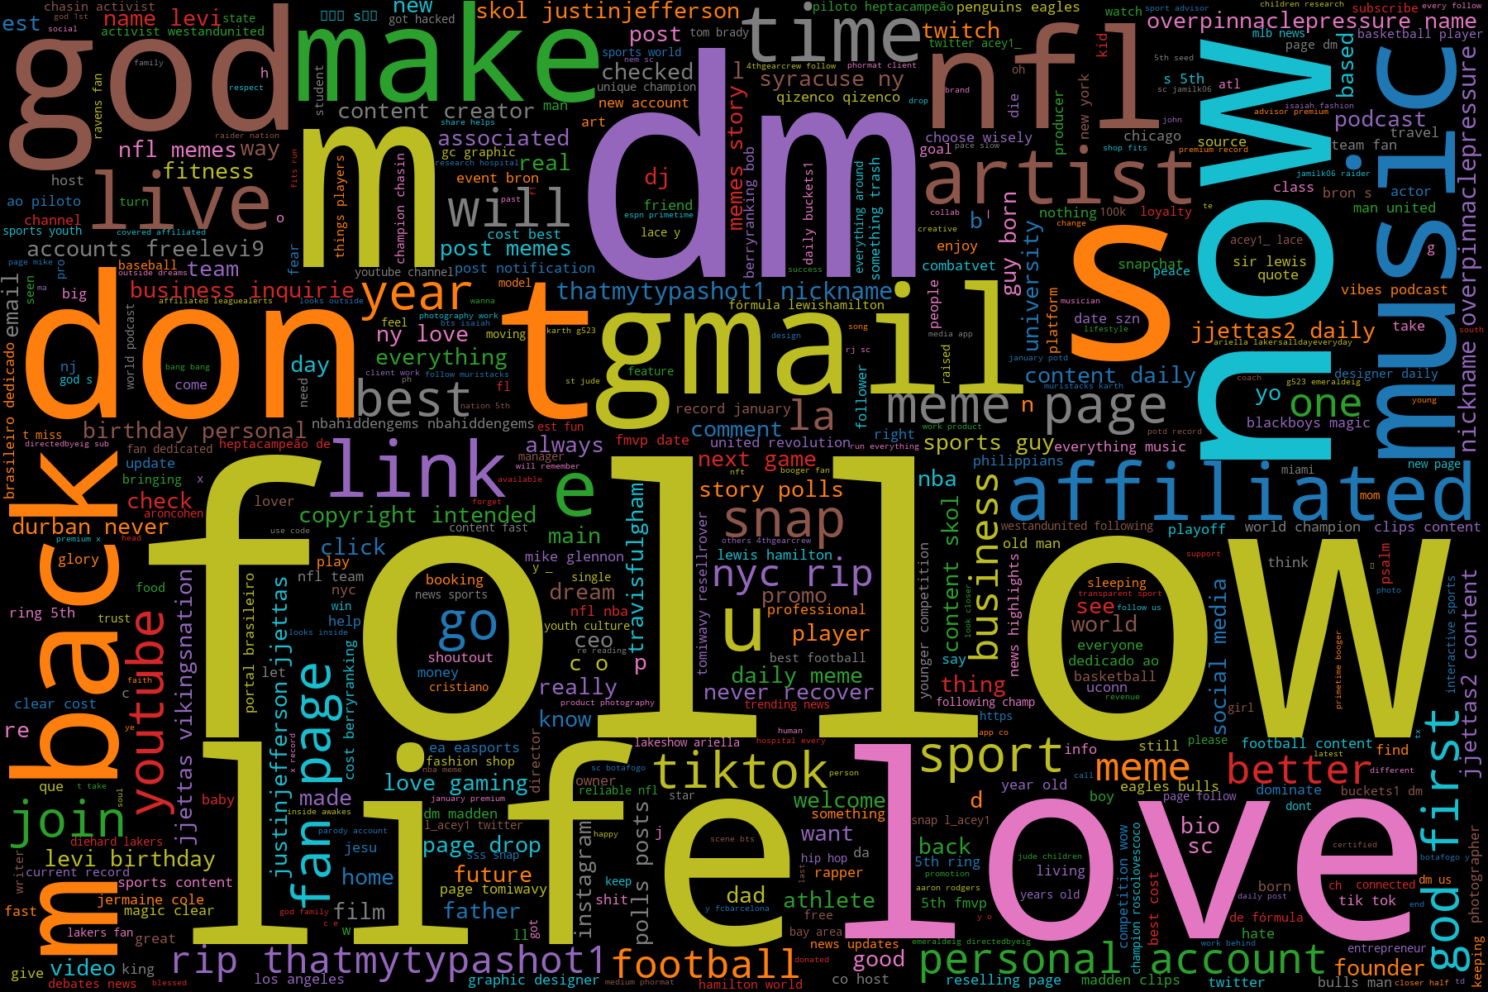 follow
life
love
don t
dm
gmail
now
god
make
m
nfl
music
s
m back
live
artist
time
will
year
best
link
e
u
snap
meme page
affiliated
one
la
nyc rip
go
fan page
youtube
join
tiktok
sport
meme
better
god first
business
personal account
football
rip thatmytypashot1
founder
name levi
activist westandunited
chasin activist
est
state
social
family
respect
ravens fan
raider nation
nfl memes
way
fitness
host
ao piloto
turn
channel
sports youth
covered affiliated
accounts freelevi9
new
got hacked
skol justinjefferson
post
tom brady
sports world
checked
unique champion
new account
content creator
man
share helps
art
associated
gc graphic
real
research hospital
event bron
friend
dj
cost best
espn primetime
lace y
post memes
youtube channel
post notification
things players
champion chasin
student
fear
memes story
piloto heptacampeão
penguins eagles
twitter acey1_
twitch
4thgearcrew follow
phormat client
syracuse ny
qizenco qizenco
berryranking bob
daily buckets1
everything around
something trash
choose wisely
goal
pace slow
die
oh
kid
new york
producer
chicago
shop fits
premium record
source
watch
subscribe
every follow
children research
sport advisor
overpinnaclepressure name
mlb news
page dm
basketball player
based
5th seed
s 5th
sc jamilk06
atl
isaiah fashion
advisor premium
podcast
travel
team fan
john
jamilk06 raider
class
bron s
actor
man united
nothing
100k
loyalty
change
collab
creative
enjoy
combatvet
snapchat
peace
university
guy born
people
platform
musician
date szn
lifestyle
january potd
acey1_ lace
sir lewis
quote
vibes podcast
jjettas2 daily
take
south
ariella lakersalldayeveryday
nickname overpinnaclepressure
page mike
pro
baseball
outside dreams
team
big
ma
seen
business inquirie
affiliated leaguealerts
looks outside
model
wanna
photography work
thatmytypashot1 nickname
fórmula lewishamilton
song
media app
design
rj sc
raised
feel
bts isaiah
ny love
moving
karth g523
everything
day
client work
follow muristacks
st jude
feature
nj
god s
world podcast
bang bang
come
need
ph
fl
nation 5th
record january
follower
nbahiddengems nbahiddengems
est fun
comment
united revolution
right
run everything
work product
sports guy
everything music
content daily
muristacks karth
coach
g523 emeraldeig
designer daily
yo
young
blackboys magic
potd record
brasileiro dedicado
emaill
t miss
birthday personal
directedbyeig sub
heptacampeão de
fan dedicated
update
bringing
x
aroncohen
check
lover
durban never
premium x
head
glory
use code
copyright intended
content fast
click
always
manager
will remember
available
forget
fmvp date
next game
booger fan
nft
story polls
main
others 4thgearcrew
lewis hamilton
travisfulgham
tomiwavy resellrover
promo
professional
player
best football
daily meme
never recover
trending news
mike glennon
play
nfl team
nyc
win
help
looks inside
booking
news sports
shoutout
money
cristiano
single
dream
nfl nba
youth culture
ceo
re reading
c o
p
really
product photography
know
philippians
nba
new page
miami
mom
playoff
world champion
clips content
westandunited following
old man
content skol
look closer
younger competition
news highlights
say
thing
following champ
https
app co
sleeping
transparent sport
support
see
follow us
world
everyone
dedicado ao
basketball
uconn
revenue
social media
girl
think
psalm
photo
primetime booger
interactive sports
jjettas2 content
ring 5th
trust
food
faith
clear cost
re
portal brasileiro
justinjefferson jjettas
jjettas vikingsnation
cost berryranking
let
baby
que
t take
soul
diehard lakers
levi birthday
writer
current record
sports content
jermaine cole
fast
magic clear
lakers fan
great
give
video
king
debates news
blessed
ea easports
fashion shop
nba meme
love gaming
made
january premium
inside awakes
dm madden
parody account
l_acey1 twitter
jesu
page drop
sss snap
home
future
page tomiwavy
film
father
god family
got
los angeles
graphic designer
director
lakeshow ariella
hospital every
human
sc botafogo
owner
reliable nfl
person
star
happy
instagram
polls posts
keep
shit
scene bts
dad
y fcbarcelona
medium phormat
donated
hamilton world
welcome
something
want
hip hop
da
rapper
athlete
free
bay area
news updates
co host
good
info
still
please
football content
find
latest
different
year old
call
eagles bulls
page follow
dominate
buckets1 dm
boy
dont
snap l_acey1
back
5th ring
promotion
jude children
living
aaron rodgers
5th fmvp
years old
bio
sc
certified
competition wow
champion roscoelovescoco
best cost
born
daily post
ch
connected
tik tok
dm us
botafogo y
photographer
de fórmula
hate
entrepreneur
work behind
emeraldeig directedbyeig
reselling page
madden clips
twitter
bulls man
closer half
keeping
end